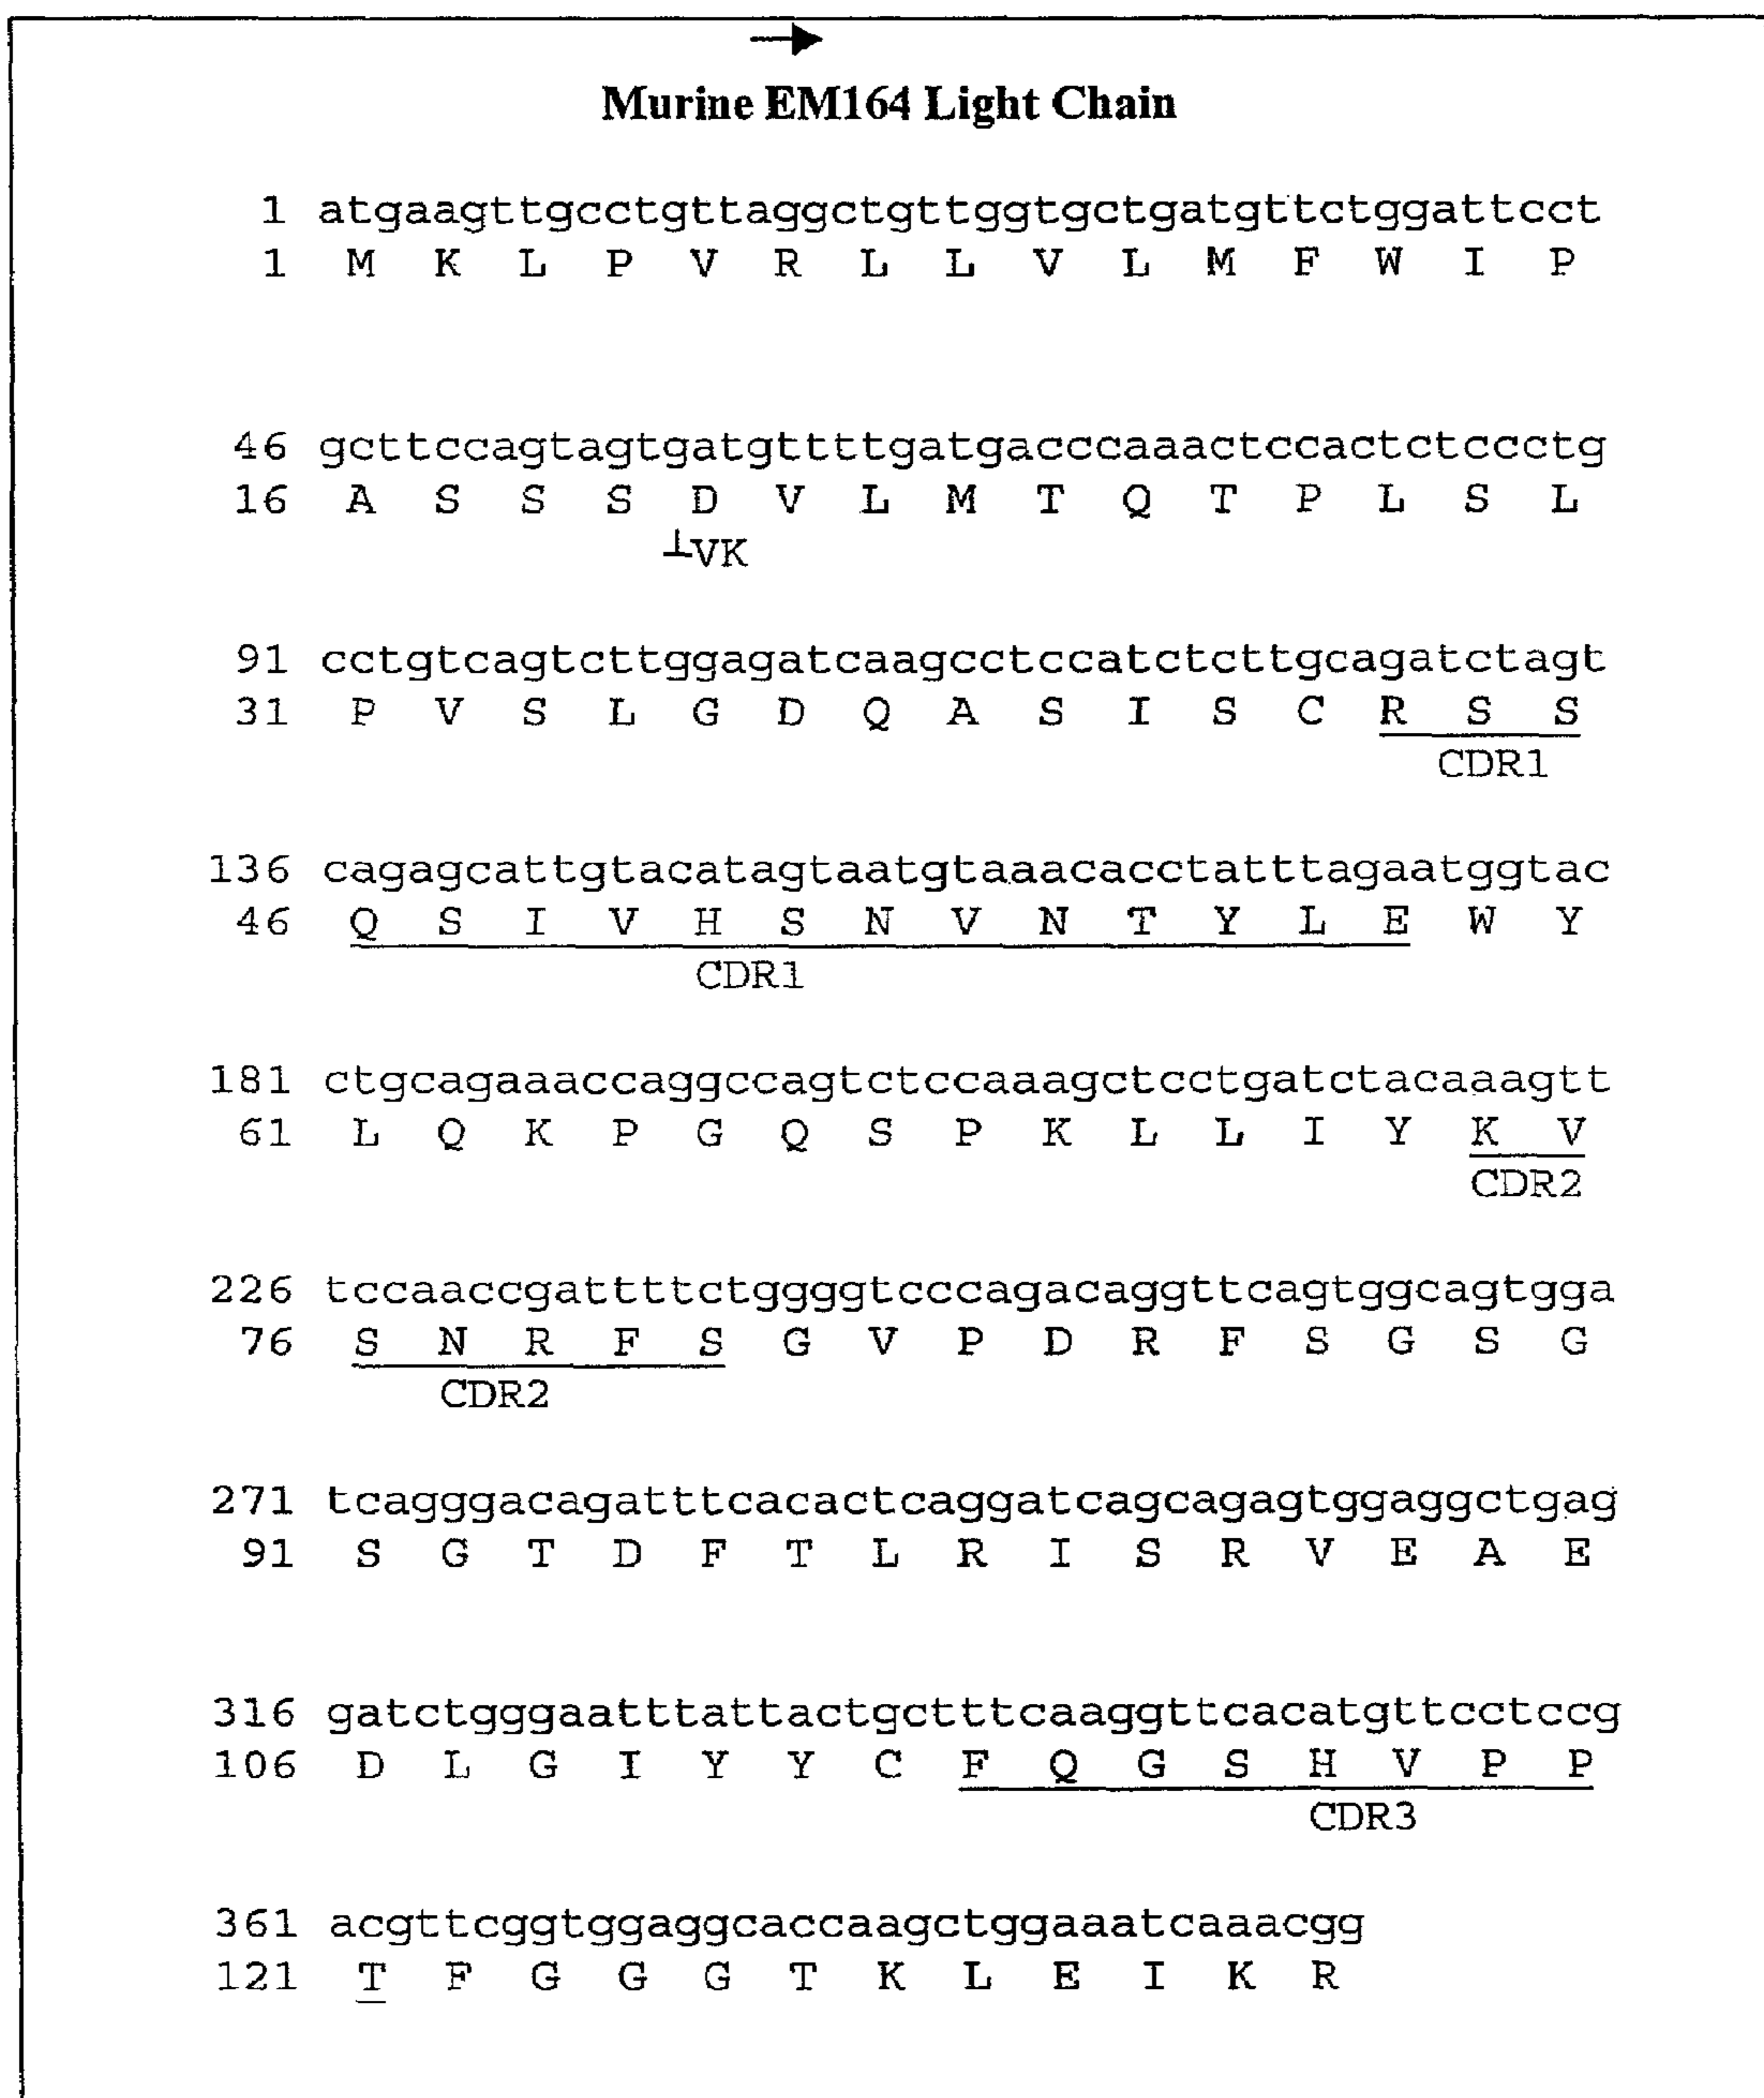 Murine EM164 Light Chain
1 atgaagttgcctgttaggctgttggtgctgatgttctggattcct
1 M K L P V R L L V L M F W I P
46 gcttccagtagtgatgttttgatgacccaaactccactctccctg
16 A S S S D V L M T Q T P L S L
┴VK
91 cctgtcagtcttggagatcaagcctccatctcttgcagatctagt
31 P V S L G D Q A S I S C R S S
CDR1
136 cagagcattgtacatagtaatgtaaacacctatttagaatggtac
46 Q S I V H S N V N T Y L E W Y
CDR1
181 ctgcagaaaccaggccagtctccaaagctcctgatctacaaagtt
61 L Q K P G Q S P K L L I Y K V
CDR2
226 tccaaccgattttctggggtcccagacaggttcagtggcagtgga
76 S N R F S G V P D R F S G S G
CDR2
271 tcagggacagatttcacactcaggatcagcagagtggaggctgag
91 S G T D F T L R I S R V E A E
316 gatctgggaatttattactgctttcaaggttcacatgttcctccg
106 D L G I Y Y C F Q G S H V P P
CDR3
361 acgttcggtggaggcaccaagctggaaatcaaacgg
121 T F G G G T K L E I K R